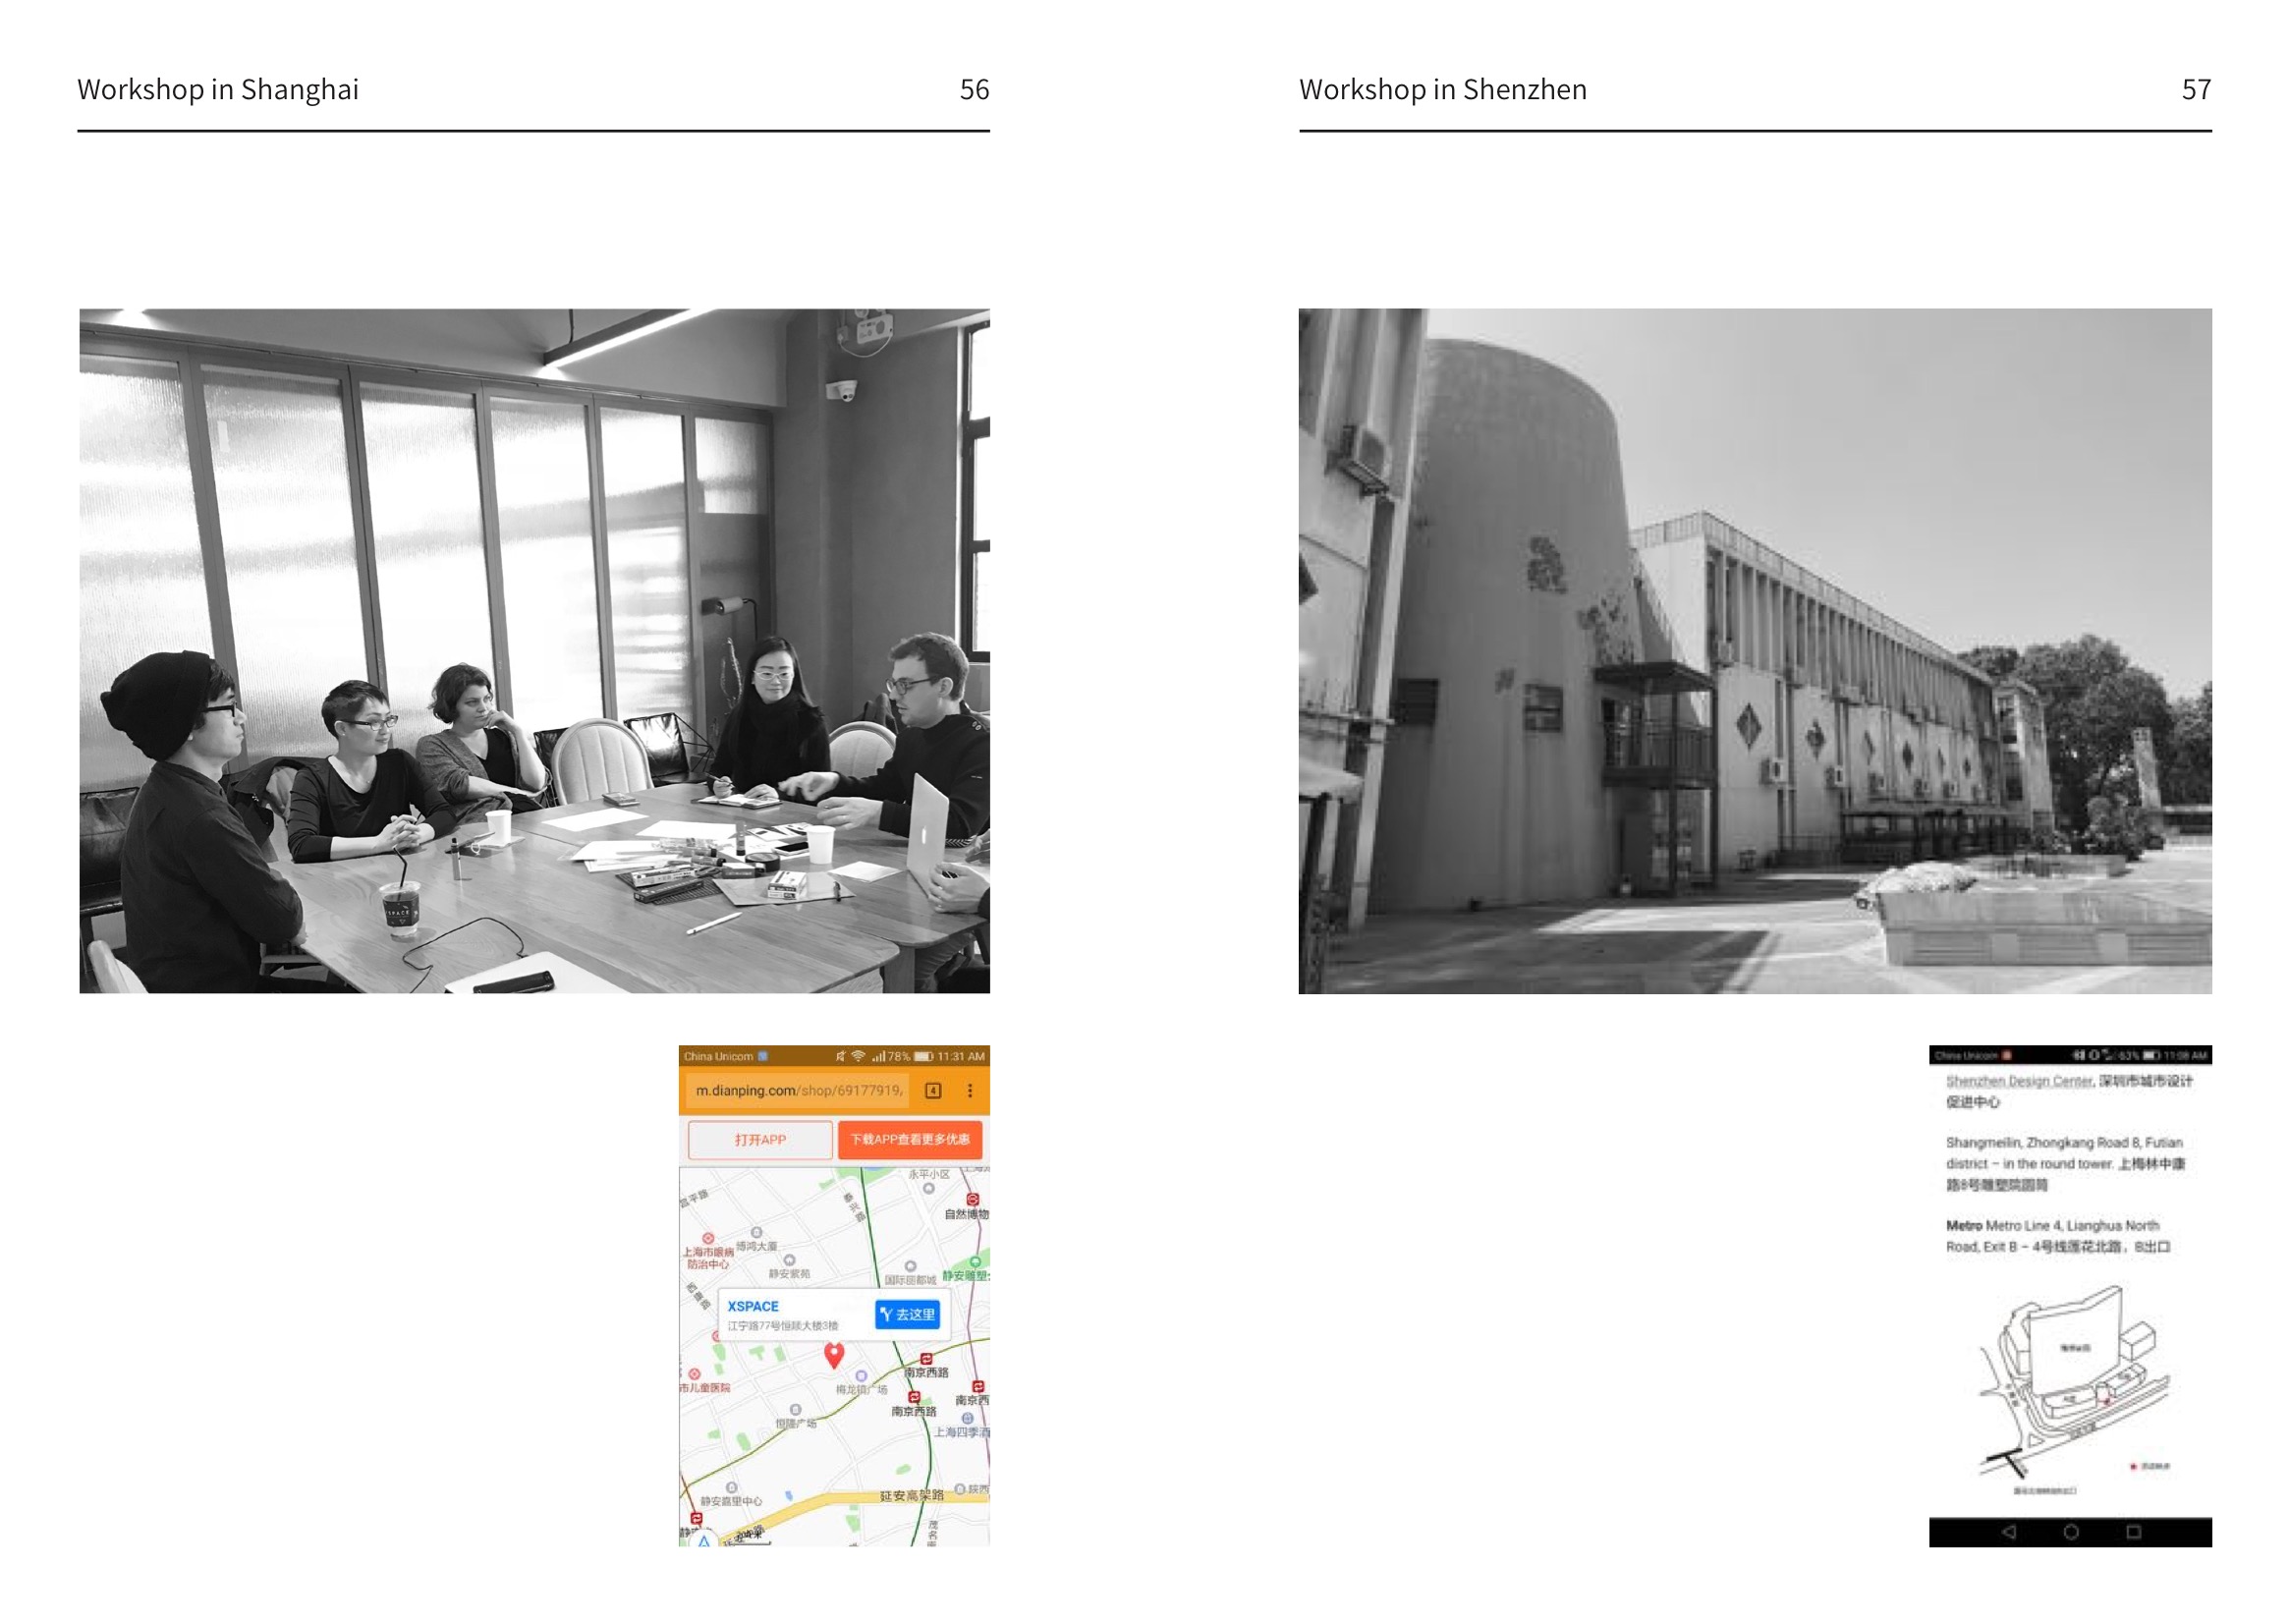 Workshop in Shanghai
56
China Unicom
78%
11:31 AM
m.dianping.com/shop/69177919,
4
打开APP
下载APP查看更多优惠
永平小区
自然博物
博鸿大厦
上海市眼病
防治中心
静安紫苑
国际丽都城
静安雕塑
XSPACE
江宁路77号恒顾大楼3楼
去这里
南京西路
市儿童医院
梅龙镇广场
南京西
南京西路
恒隆广场
上海四季酒
静安嘉里中心
延安高架路
陕西
茂名
Workshop in Shenzhen
57
China Unicom
63%
11:08 AM
Shenzhen Design Center, 深圳市城市设计
促进中心
Shangmeilin, Zhongkang Road 8, Futian
district – in the round tower. 上梅林中康
路8号雕塑院圆筒
Metro Metro Line 4, Lianghua North
Road, Exit B – 4号线莲花北路，B出口